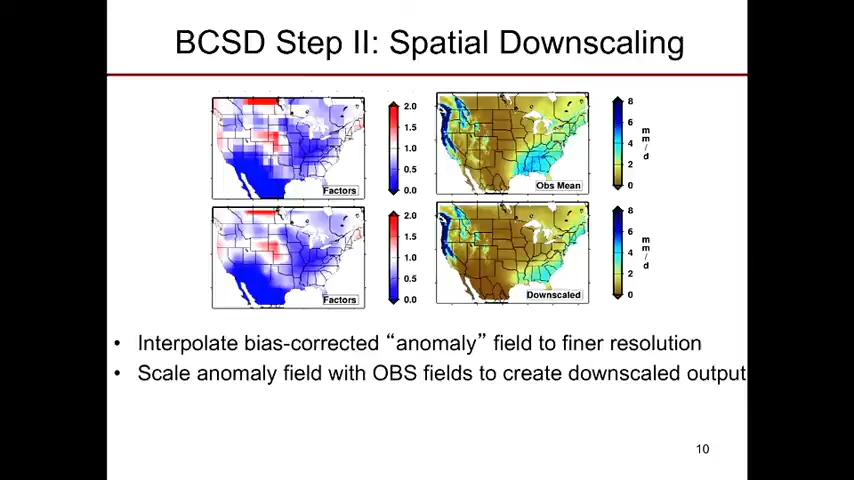 BCSD Step II: Spatial Downscaling
2.0
1.5
1.0
0.5
0.0
Factors
8
6
4
2
0
mm/d
Obs Mean
2.0
1.5
1.0
0.5
0.0
Factors
8
6
4
2
0
mm/d
Downscaled
• Interpolate bias-corrected “anomaly” field to finer resolution
• Scale anomaly field with OBS fields to create downscaled output
10